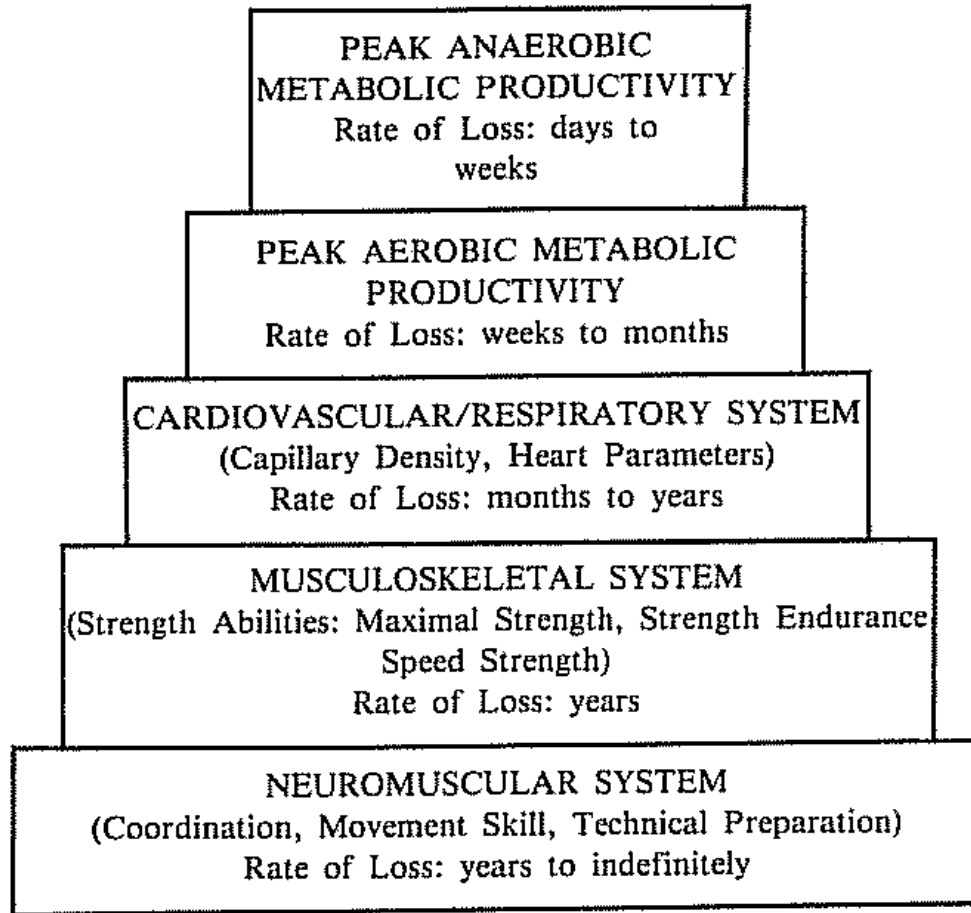 PEAK ANAEROBIC
METABOLIC PRODUCTIVITY
Rate of Loss: days to
weeks
PEAK AEROBIC METABOLIC
PRODUCTIVITY
Rate of Loss: weeks to months
CARDIOVASCULAR/RESPIRATORY SYSTEM
(Capillary Density, Heart Parameters)
Rate of Loss: months to years
MUSCULOSKELETAL SYSTEM
(Strength Abilities: Maximal Strength, Strength Endurance
Speed Strength)
Rate of Loss: years
NEUROMUSCULAR SYSTEM
(Coordination, Movement Skill, Technical Preparation)
Rate of Loss: years to indefinitely